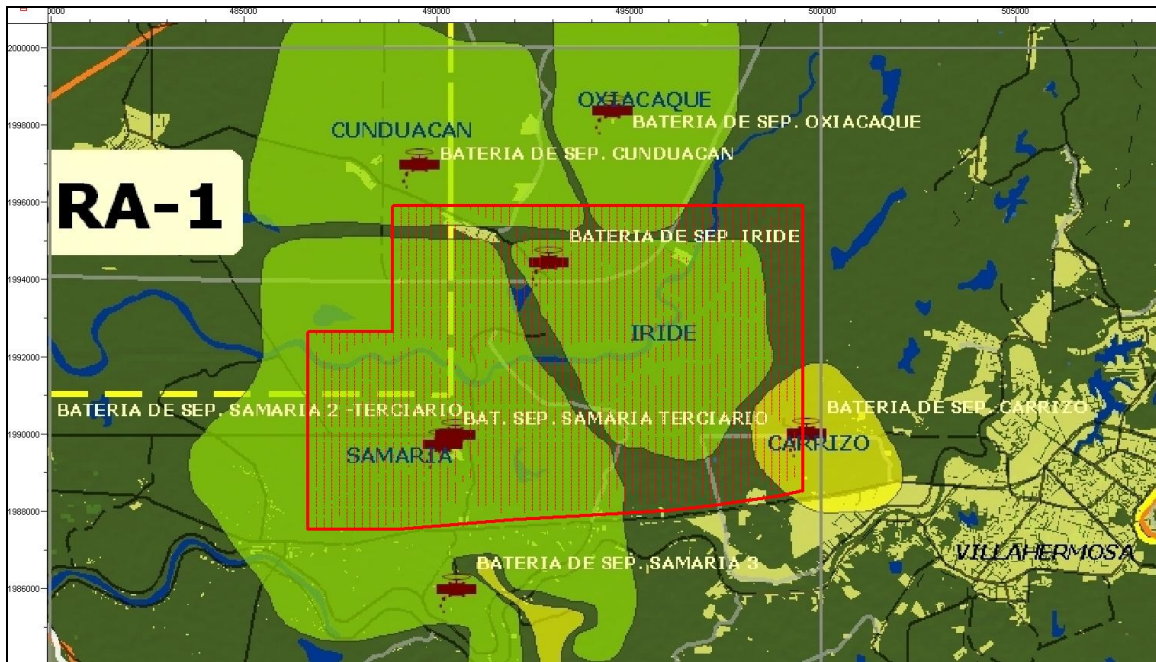 0000
485000
490000
495000
500000
505000
2000000
1998000
1996000
1994000
1992000
1990000
1988000
1986000
RA-1
OXIACAQUE
BATERIA DE SEP. OXIACAQUE
CUNDUACAN
BATERIA DE SEP. CUNDUACAN
BATERIA DE SEP. IRIDE
IRIDE
BATERIA DE SEP. SAMARIA 2 -TERCIARIO
BAT. SEP. SAMARIA TERCIARIO
BATERIA DE SEP. CARRIZO
SAMARIA
CARRIZO
VILLAHERMOSA
BATERIA DE SEP. SAMARIA 3